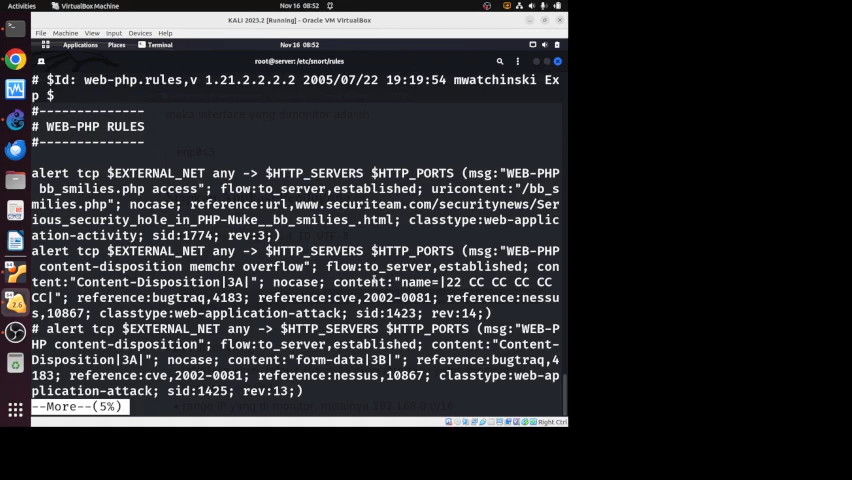 Activities
VirtualBox Machine
Nov 16 08:52
KALI 2023.2 [Running] - Oracle VM VirtualBox
File Machine View Input Devices Help
Applications Places Terminal
Nov 16 08:52
root@server: /etc/snort/rules
# $Id: web-php.rules,v 1.21.2.2.2.2 2005/07/22 19:19:54 mwatchinski Ex
p $
#--------------
# WEB-PHP RULES
#--------------
maka interface yang dimonitor adalah
enp0s3
alert tcp $EXTERNAL_NET any -> $HTTP_SERVERS $HTTP_PORTS (msg:"WEB-PHP
bb_smilies.php access"; flow:to_server,established; uricontent:"/bb_s
milies.php"; nocase; reference:url,www.securiteam.com/securitynews/Ser
ious_security_hole_in_PHP-Nuke__bb_smilies_.html; classtype:web-applic
ation-activity; sid:1774; rev:3;)
alert tcp $EXTERNAL_NET any -> $HTTP_SERVERS $HTTP_PORTS (msg:"WEB-PHP
content-disposition memchr overflow"; flow:to_server,established; con
tent:"Content-Disposition|3A|"; nocase; content:"name=|22 CC CC CC CC
CC|"; reference:bugtraq,4183; reference:cve,2002-0081; reference:nessu
s,10867; classtype:web-application-attack; sid:1423; rev:14;)
# alert tcp $EXTERNAL_NET any -> $HTTP_SERVERS $HTTP_PORTS (msg:"WEB-P
HP content-disposition"; flow:to_server,established; content:"Content-
Disposition|3A|"; nocase; content:"form-data|3B|"; reference:bugtraq,4
183; reference:cve,2002-0081; reference:nessus,10867; classtype:web-ap
plication-attack; sid:1425; rev:13;)
--More--(5%)
Right Ctrl